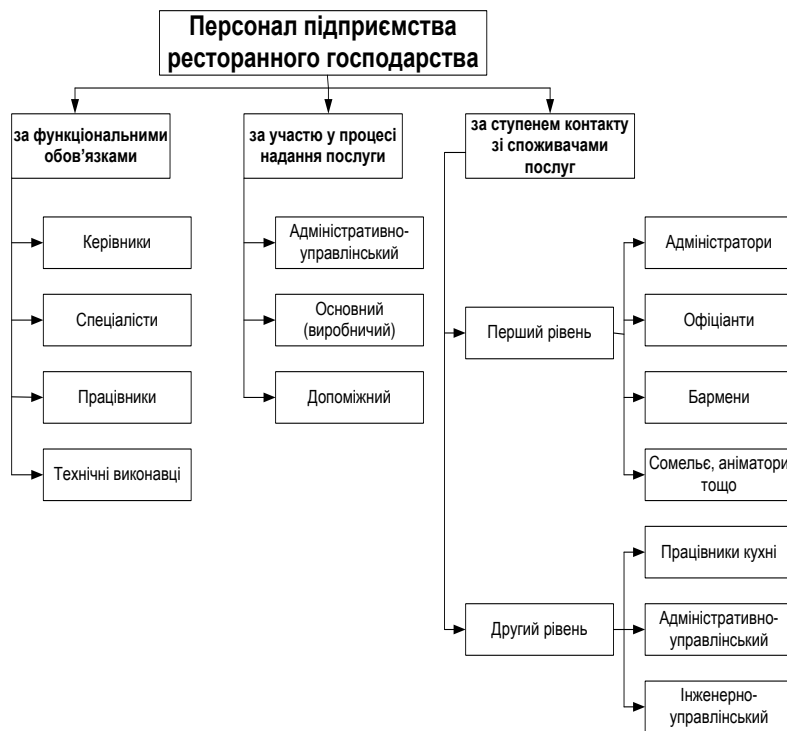 Персонал підприємства
ресторанного господарства
за функціональними
обов’язками
за участю у процесі
надання послуги
за ступенем контакту
зі споживачами
послуг
Керівники
Спеціалісти
Працівники
Технічні виконавці
Адміністративно-
управлінський
Основний
(виробничий)
Допоміжний
Перший рівень
Адміністратори
Офіціанти
Бармени
Сомельє, аніматори
тощо
Другий рівень
Працівники кухні
Адміністративно-
управлінський
Інженерно-
управлінський